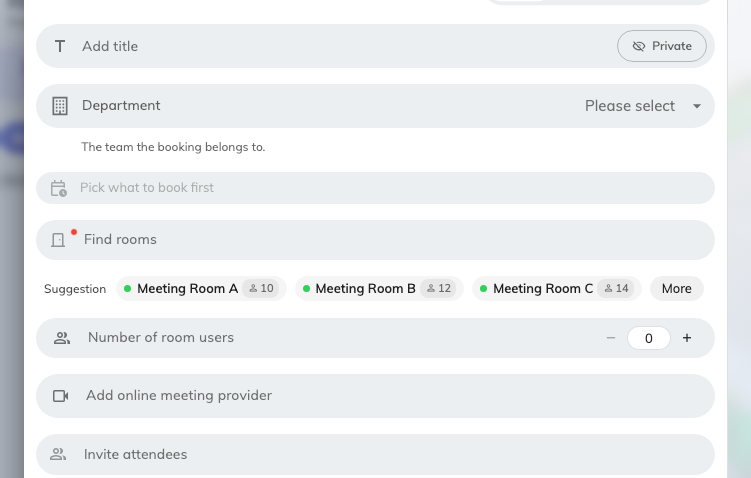 Add title
Private
Department
Please select
The team the booking belongs to.
Pick what to book first
Find rooms
Suggestion
Meeting Room A 10
Meeting Room B 12
Meeting Room C 14
More
Number of room users
0
Add online meeting provider
Invite attendees